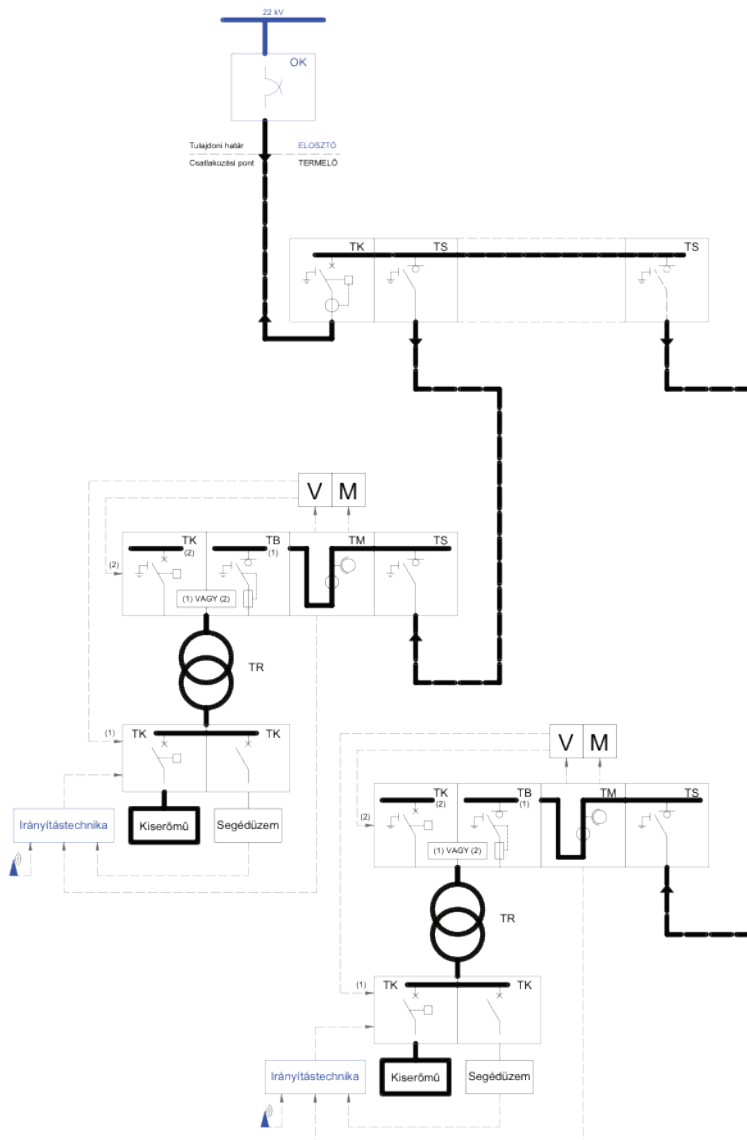 22 kV
OK
Tulajdoni határ ELOSZTÓ
Csatlakozási pont TERMELŐ
TK TS TS
V M
TK TB TM TS
(2) (1)
(2)
(1) VAGY (2)
TR
TK TK
(1)
Irányítástechnika Kiserőmű Segédüzem
V M
TK TB TM TS
(2) (1)
(2)
(1) VAGY (2)
TR
TK TK
(1)
Irányítástechnika Kiserőmű Segédüzem